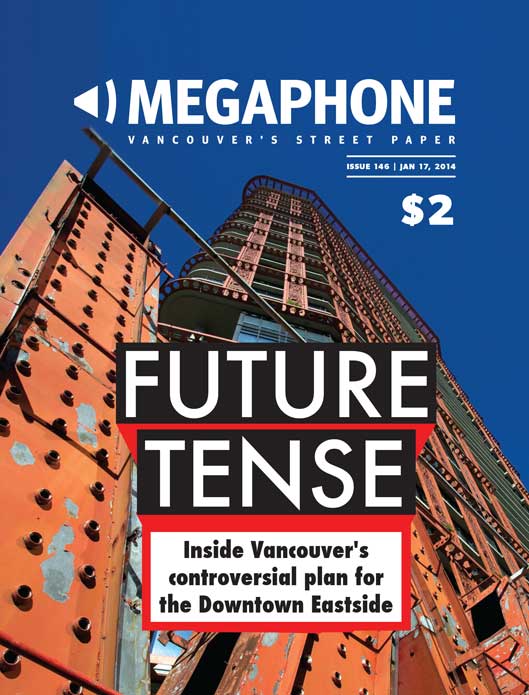 MEGAPHONE
VANCOUVER'S STREET PAPER
ISSUE 146 | JAN 17, 2014
$2
FUTURE
TENSE
Inside Vancouver's
controversial plan for
the Downtown Eastside